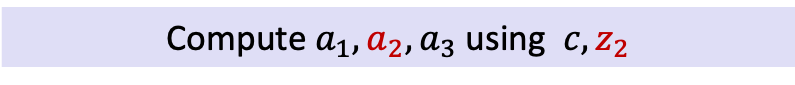 Compute a₁, a₂, a₃ using c, z₂